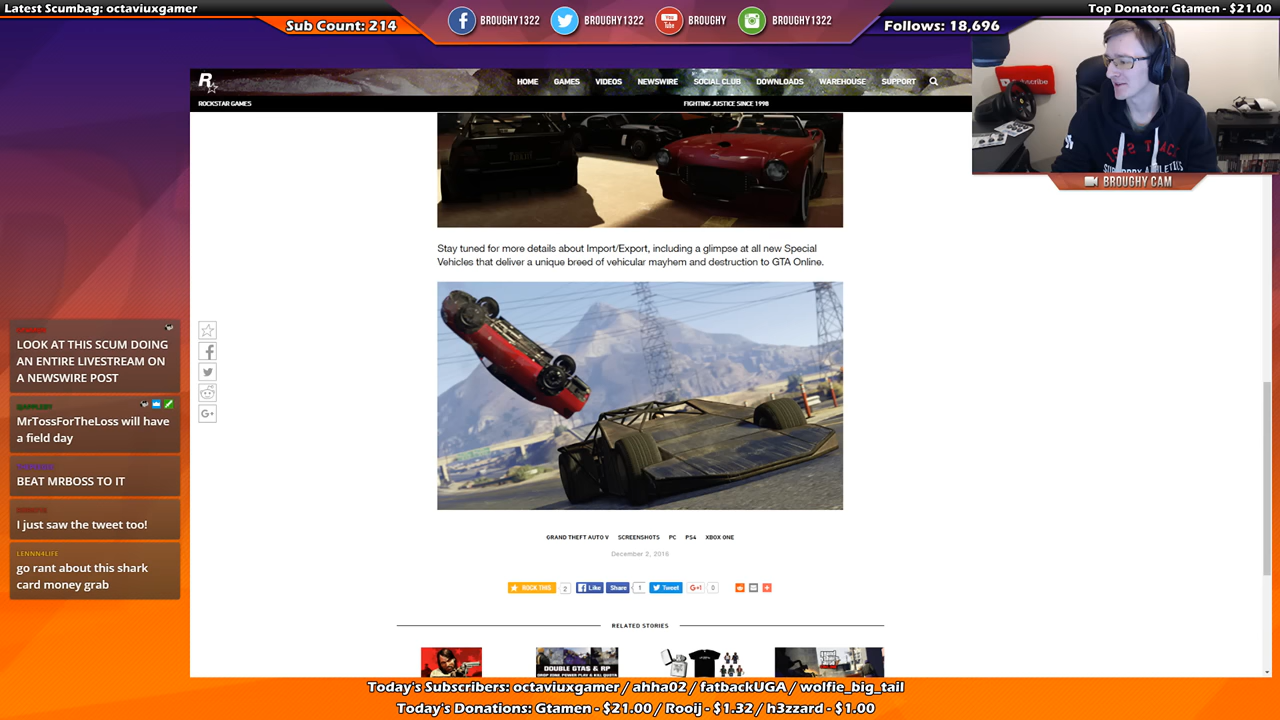 Latest Scumbag: octaviuxgamer
Sub Count: 214
BROUGHY1322
BROUGHY1322
BROUGHY
BROUGHY1322
Follows: 18,696
Top Donator: Gtamen - $21.00
Subscribe
BROUGHY CAM
R
HOME GAMES VIDEOS NEWSWIRE SOCIAL CLUB DOWNLOADS WAREHOUSE SUPPORT
ROCKSTAR GAMES
FIGHTING JUSTICE SINCE 1998
Stay tuned for more details about Import/Export, including a glimpse at all new Special
Vehicles that deliver a unique breed of vehicular mayhem and destruction to GTA Online.
LOOK AT THIS SCUM DOING
AN ENTIRE LIVESTREAM ON
A NEWSWIRE POST
MrTossForTheLoss will have
a field day
BEAT MRBOSS TO IT
I just saw the tweet too!
LENNN4LIFE
go rant about this shark
card money grab
GRAND THEFT AUTO V SCREENSHOTS PC PS4 XBOX ONE
December 2, 2016
ROCK THIS 2 Like Share 1 Tweet G+1 0
RELATED STORIES
DOUBLE GTA$ & RP
Today's Subscribers: octaviuxgamer / ahha02 / fatbackUGA / wolfie_big_tail
Today's Donations: Gtamen - $21.00 / Rooij - $1.32 / h3zzard - $1.00